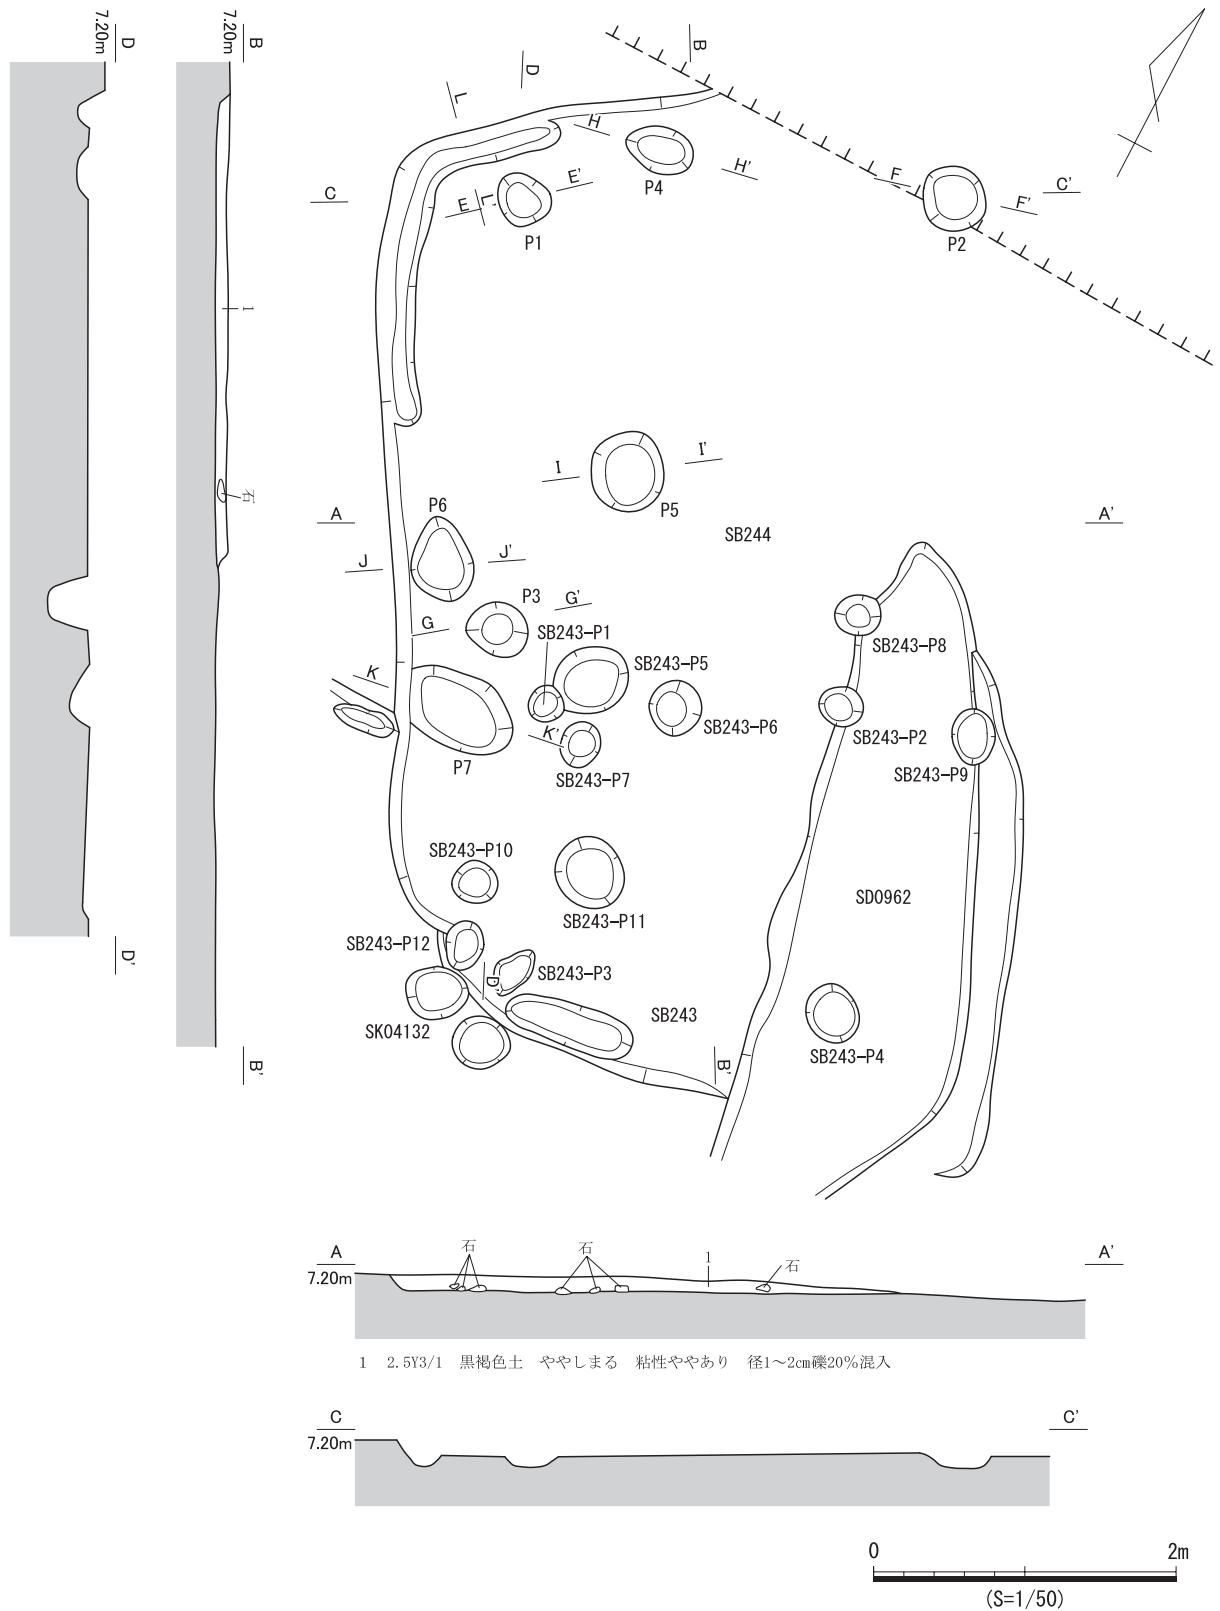 7.20m
D
7.20m
B
1
石
D'
B'
B
D
L
H
P4
H'
C
E
L'
E'
P1
F
F'
C'
P2
I
I'
P5
A
A'
SB244
P6
J
J'
P3
G
G'
SB243-P1
SB243-P5
SB243-P8
K
K'
SB243-P6
SB243-P2
P7
SB243-P7
SB243-P9
SB243-P10
SB243-P11
SD0962
SB243-P12
D'
SB243-P3
SK04132
SB243
B'
SB243-P4
A
7.20m
石
石
1
石
A'
1 2.5Y3/1 黒褐色土 ややしまる 粘性ややあり 径1～2cm礫20%混入
C
7.20m
C'
0 2m
(S=1/50)